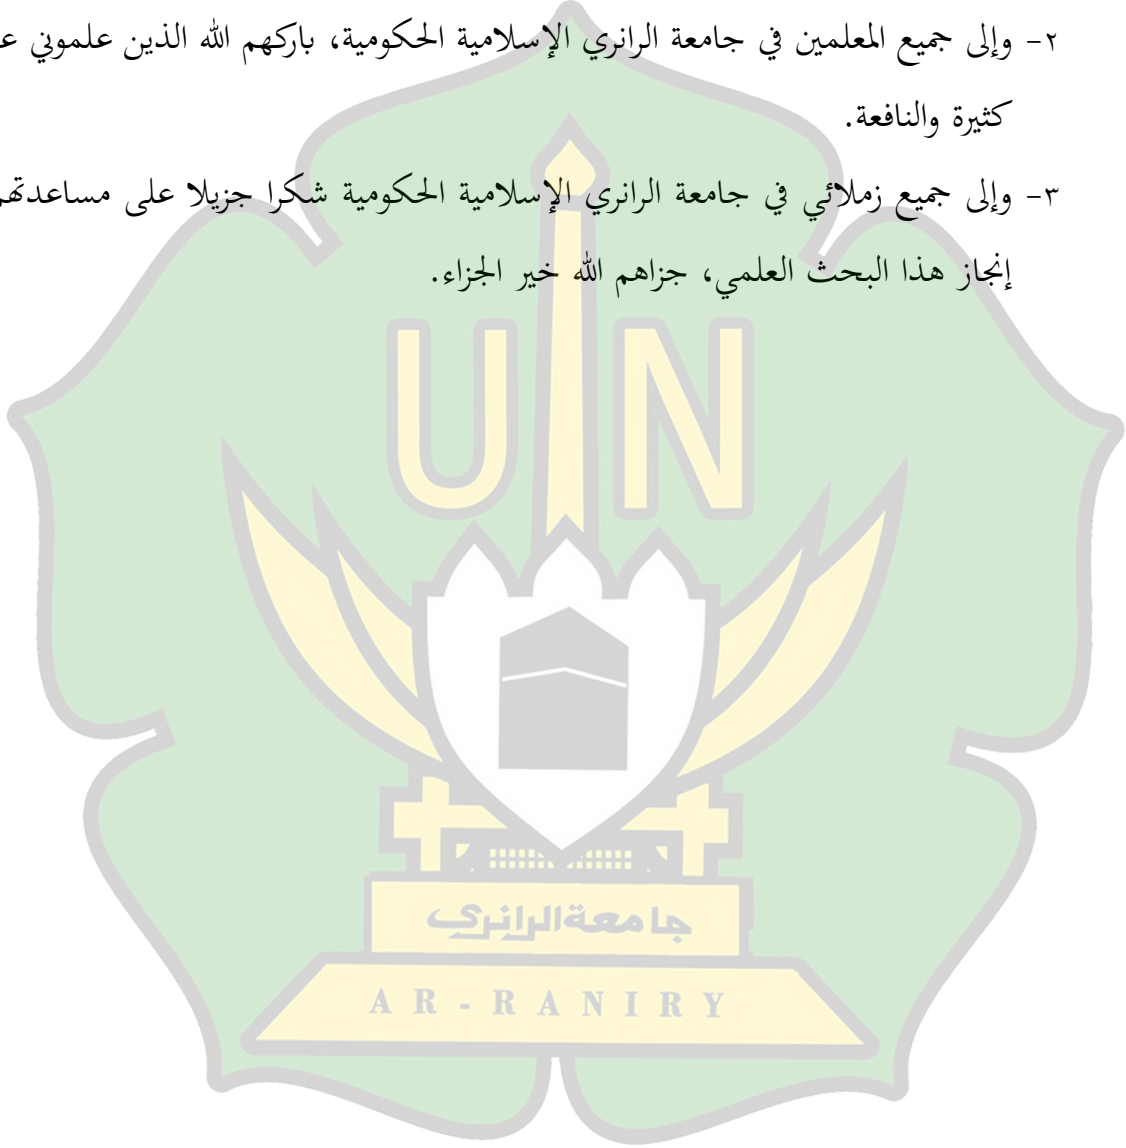 ٢- وإلى جميع المعلمين في جامعة الرانري الإسلامية الحكومية، باركهم الله الذين علموني
كثيرة والنافعة.
٣- وإلى جميع زملائي في جامعة الرانري الإسلامية الحكومية شكرا جزيلا على
إنجاز هذا البحث العلمي، جزاهم الله خير الجزاء.
UIN
جامعة الرانري
AR-RANIRY